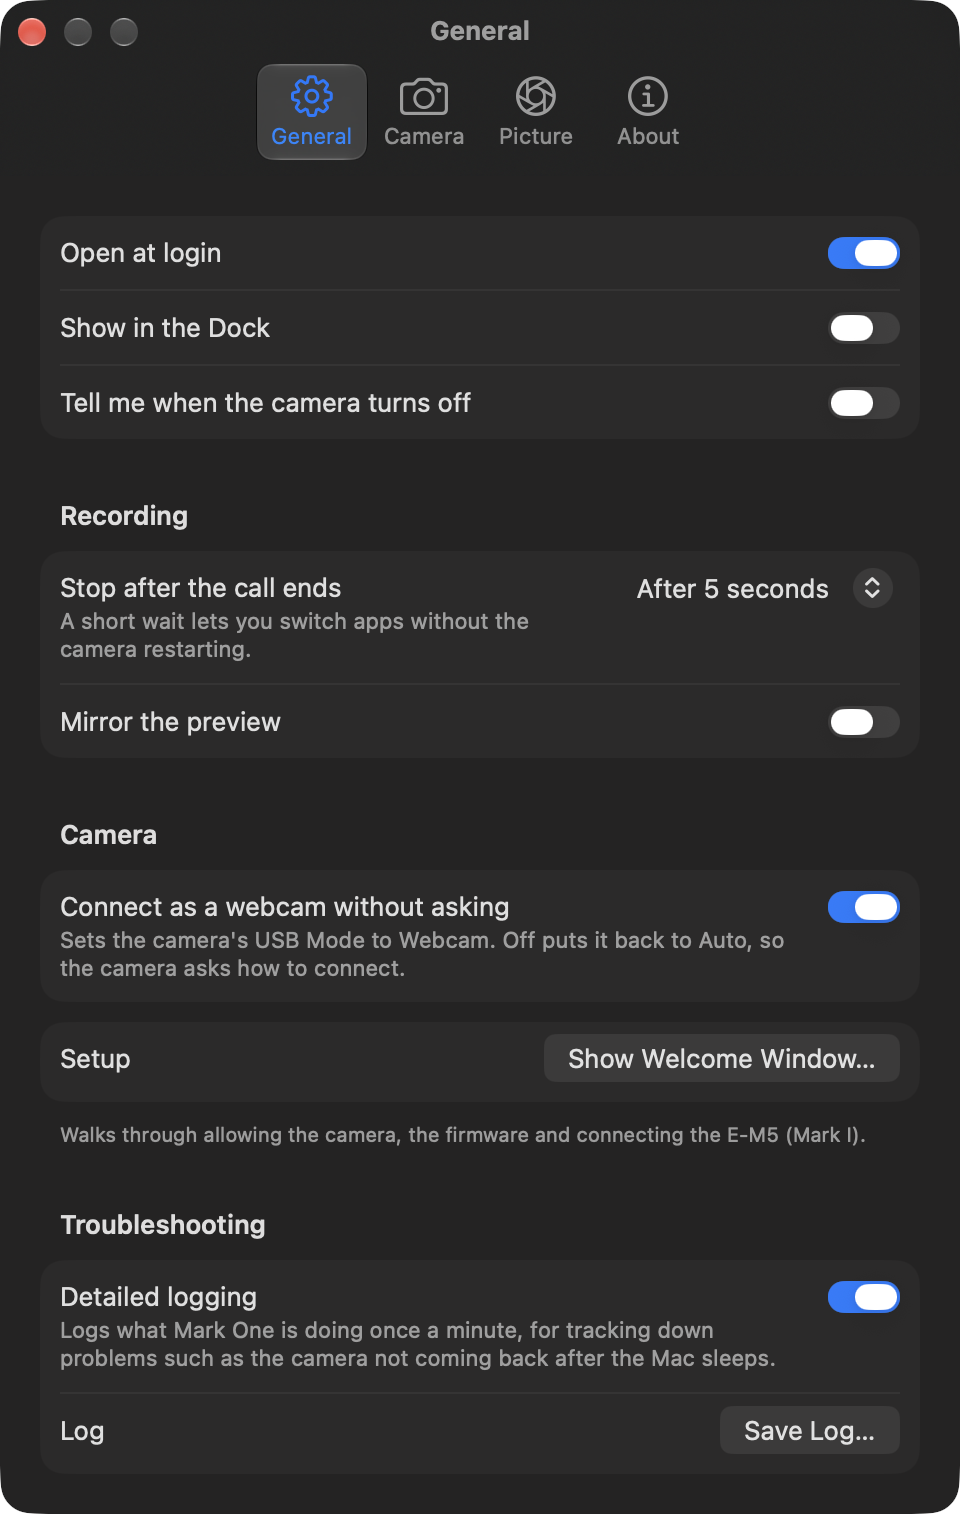 General
General
Camera
Picture
About
Open at login
Show in the Dock
Tell me when the camera turns off
Recording
Stop after the call ends
After 5 seconds
A short wait lets you switch apps without the
camera restarting.
Mirror the preview
Camera
Connect as a webcam without asking
Sets the camera's USB Mode to Webcam. Off puts it back to Auto, so
the camera asks how to connect.
Setup
Show Welcome Window...
Walks through allowing the camera, the firmware and connecting the E-M5 (Mark I).
Troubleshooting
Detailed logging
Logs what Mark One is doing once a minute, for tracking down
problems such as the camera not coming back after the Mac sleeps.
Log
Save Log...